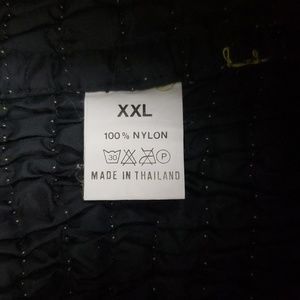 XXL
100% NYLON
30 P
MADE IN THAILAND